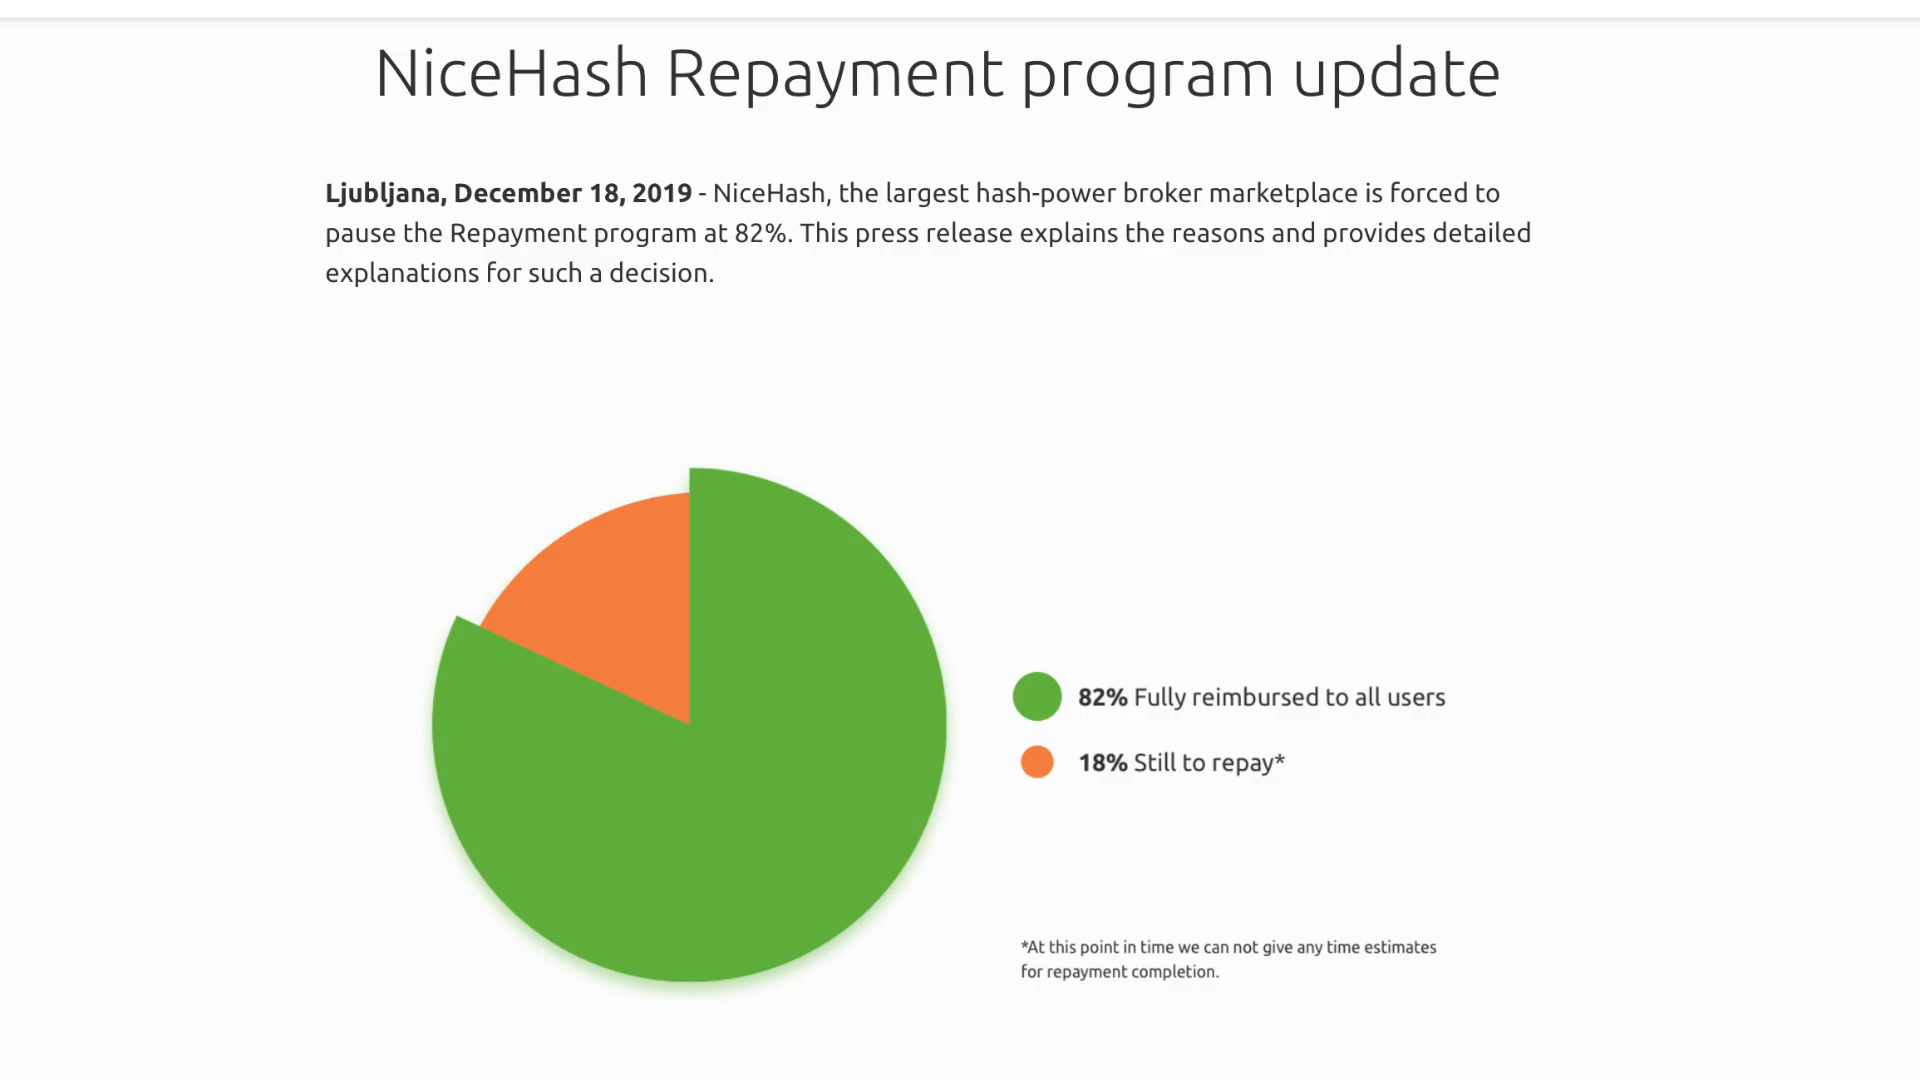 NiceHash Repayment program update
Ljubljana, December 18, 2019 - NiceHash, the largest hash-power broker marketplace is forced to
pause the Repayment program at 82%. This press release explains the reasons and provides detailed
explanations for such a decision.
82% Fully reimbursed to all users
18% Still to repay*
*At this point in time we can not give any time estimates
for repayment completion.